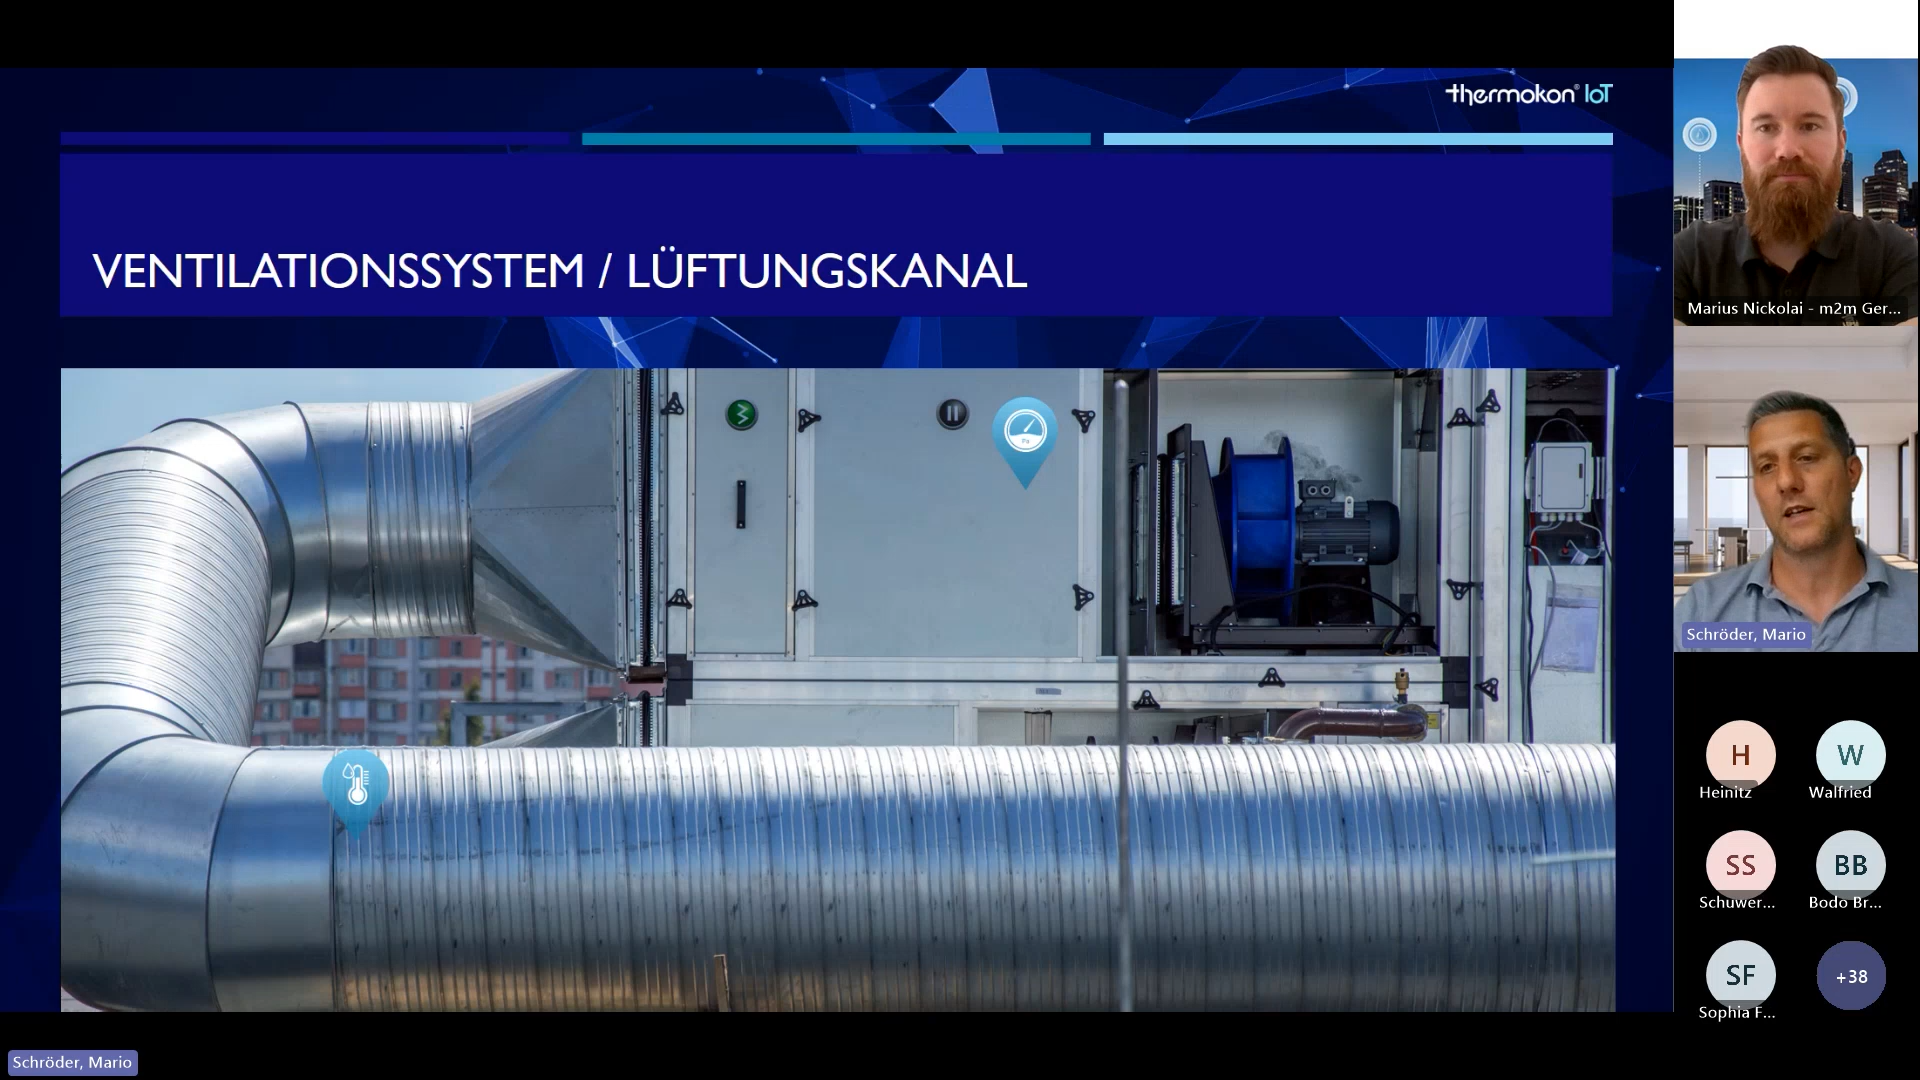 thermokon® IoT
VENTILATIONSSYSTEM / LÜFTUNGSKANAL
Pa
Marius Nickolai - m2m Ger...
Schröder, Mario
H
Heinitz
W
Walfried
SS
Schuwer...
BB
Bodo Br...
SF
Sophia F...
+38
Schröder, Mario